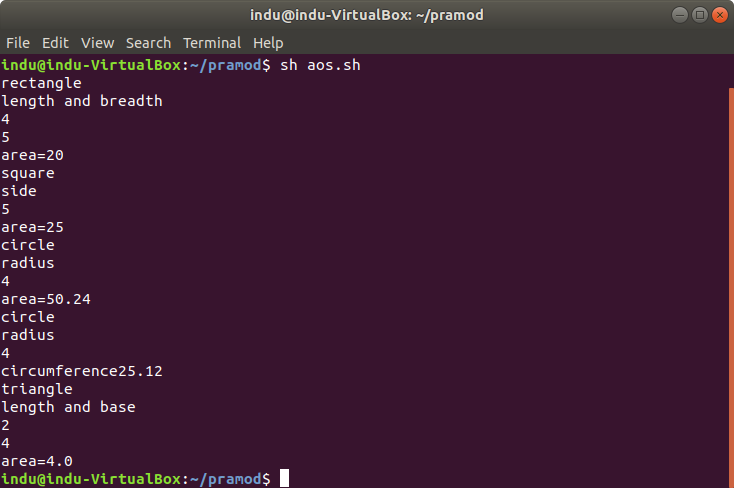 indu@indu-VirtualBox: ~/pramod
File Edit View Search Terminal Help
indu@indu-VirtualBox:~/pramod$ sh aos.sh
rectangle
length and breadth
4
5
area=20
square
side
5
area=25
circle
radius
4
area=50.24
circle
radius
4
circumference25.12
triangle
length and base
2
4
area=4.0
indu@indu-VirtualBox:~/pramod$